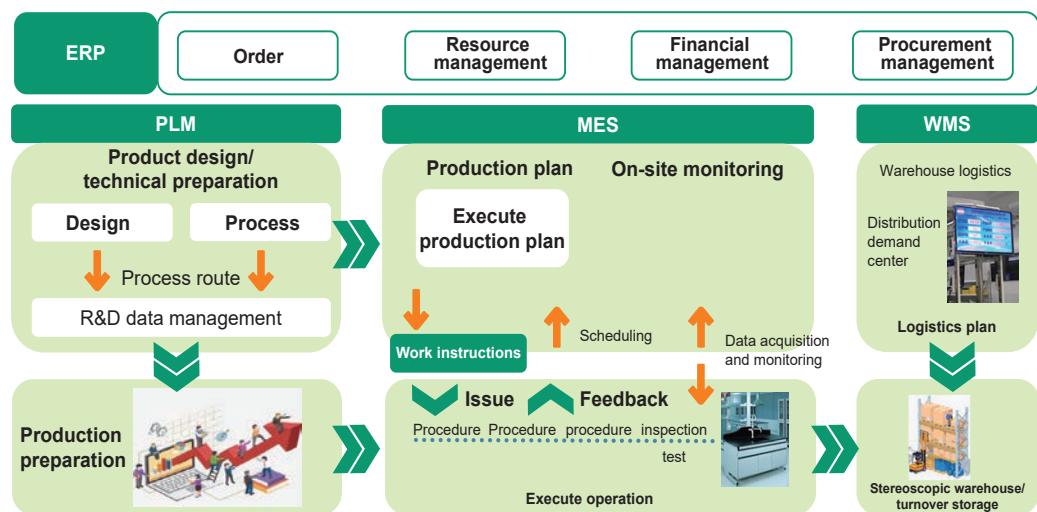 ERP
Order
Resource
management
Financial
management
Procurement
management
PLM
Product design/
technical preparation
Design
Process
Process route
R&D data management
Production
preparation
MES
Production plan
On-site monitoring
Execute
production plan
Work instructions
Scheduling
Data acquisition
and monitoring
Issue
Feedback
Procedure Procedure procedure inspection
test
Execute operation
WMS
Warehouse logistics
Distribution
demand
center
Logistics plan
Stereoscopic warehouse/
turnover storage